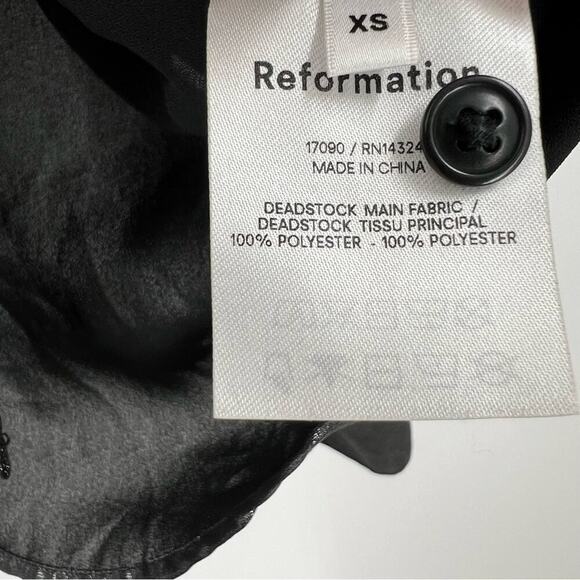 XS
Reformation
17090 / RN14324
MADE IN CHINA
DEADSTOCK MAIN FABRIC /
DEADSTOCK TISSU PRINCIPAL
100% POLYESTER - 100% POLYESTER